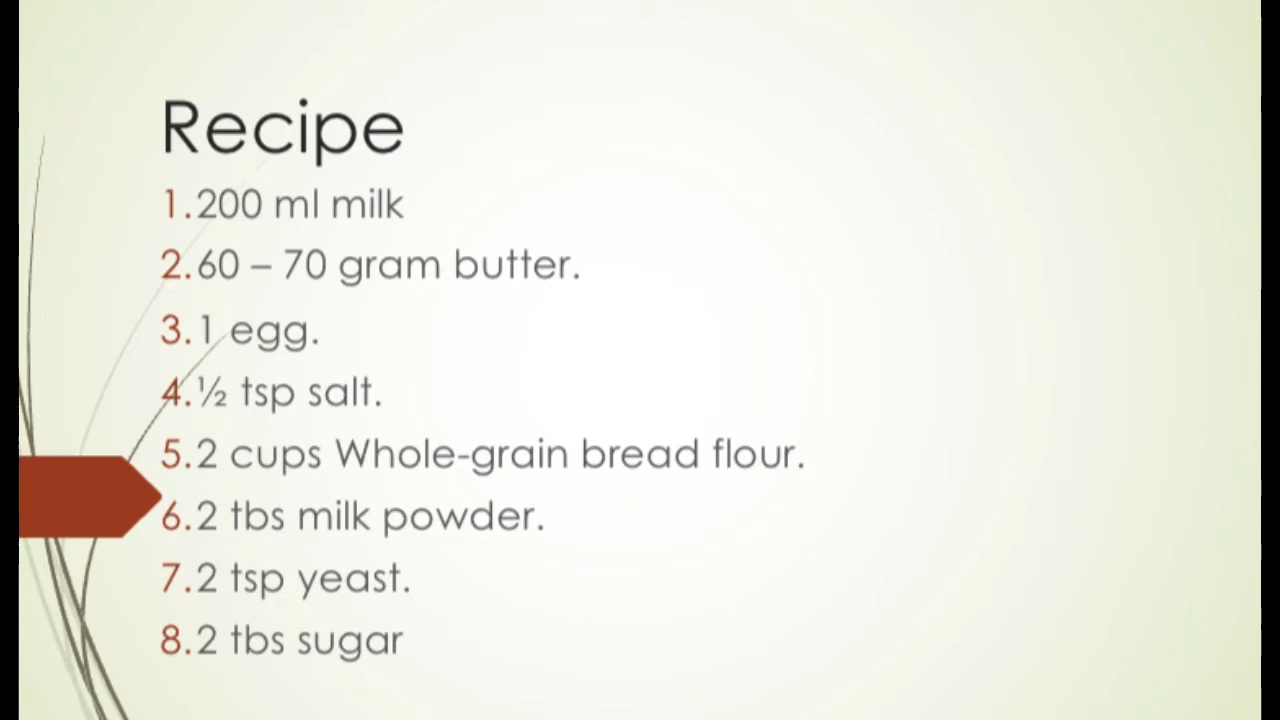 Recipe
1.200 ml milk
2.60 – 70 gram butter.
3.1 egg.
4.½ tsp salt.
5.2 cups Whole-grain bread flour.
6.2 tbs milk powder.
7.2 tsp yeast.
8.2 tbs sugar